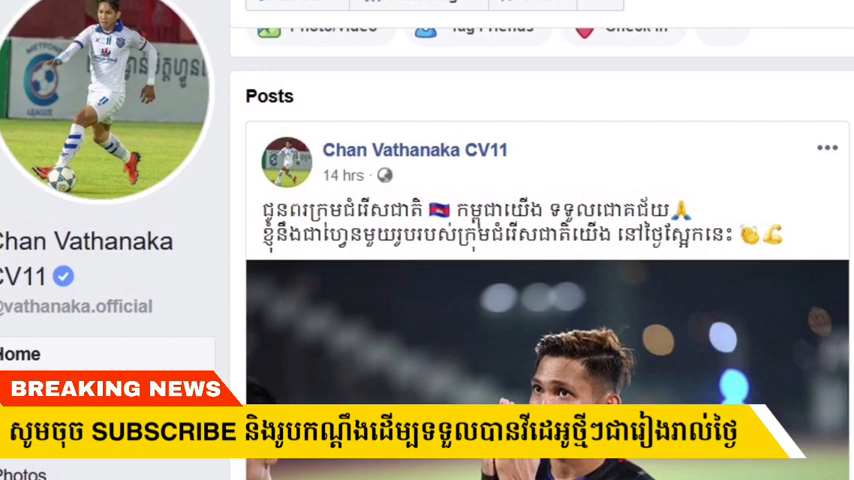 Photo/Video
Tag Friends
Check in
METFONE
C
LEAGUE
11
Posts
Chan Vathanaka CV11
14 hrs ·
ជូនពរក្រុមជំរើសជាតិ 🇰🇭 កម្ពុជាយើង ទទួលជោគជ័យ🙏
ខ្ញុំនឹងជាហ្វេនមួយរូបរបស់ក្រុមជំរើសជាតិយើង នៅថ្ងៃស្អែកនេះ 👏💪
Chan Vathanaka
CV11
@vathanaka.official
Home
BREAKING NEWS
សូមចុច SUBSCRIBE និងរូបកណ្ដឹងដើម្បទទួលបានវីដេអូថ្មីៗជារៀងរាល់ថ្ងៃ
Photos